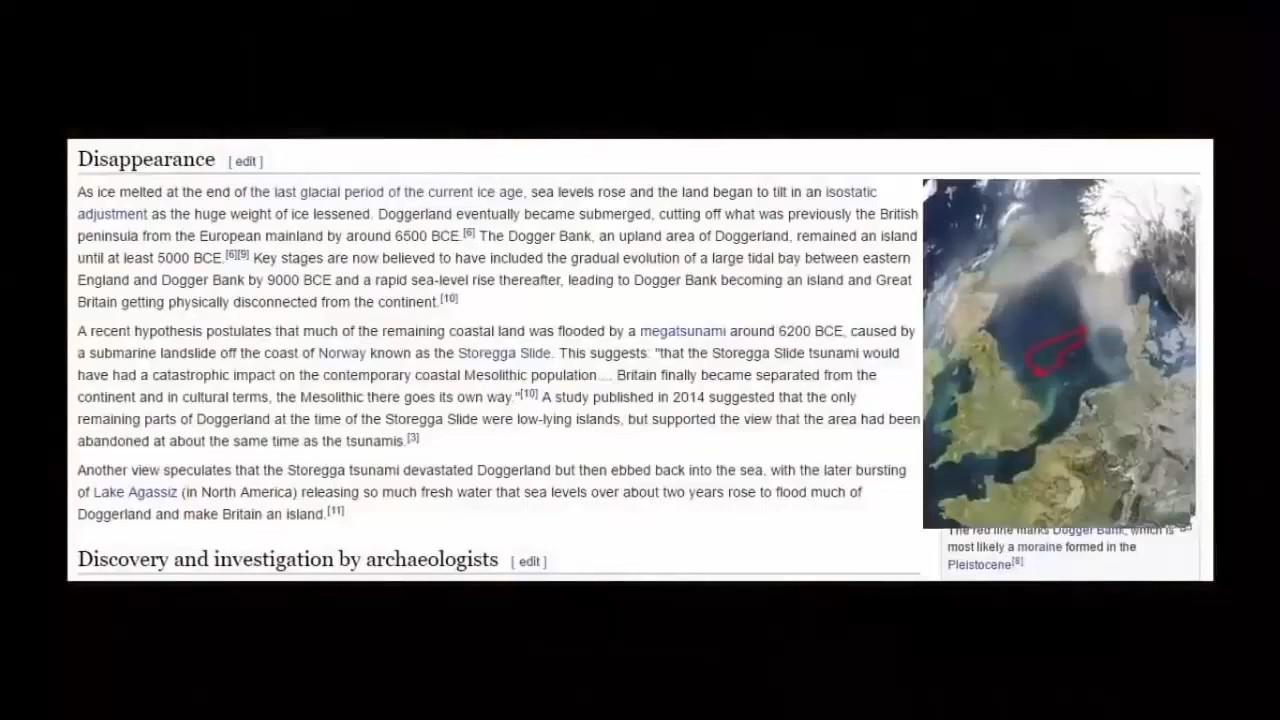 Disappearance [ edit ]
As ice melted at the end of the last glacial period of the current ice age, sea levels rose and the land began to tilt in an isostatic
adjustment as the huge weight of ice lessened. Doggerland eventually became submerged, cutting off what was previously the British
peninsula from the European mainland by around 6500 BCE.[6] The Dogger Bank, an upland area of Doggerland, remained an island
until at least 5000 BCE.[6][9] Key stages are now believed to have included the gradual evolution of a large tidal bay between eastern
England and Dogger Bank by 9000 BCE and a rapid sea-level rise thereafter, leading to Dogger Bank becoming an island and Great
Britain getting physically disconnected from the continent.[10]
A recent hypothesis postulates that much of the remaining coastal land was flooded by a megatsunami around 6200 BCE, caused by
a submarine landslide off the coast of Norway known as the Storegga Slide. This suggests: "that the Storegga Slide tsunami would
have had a catastrophic impact on the contemporary coastal Mesolithic population.... Britain finally became separated from the
continent and in cultural terms, the Mesolithic there goes its own way."[10] A study published in 2014 suggested that the only
remaining parts of Doggerland at the time of the Storegga Slide were low-lying islands, but supported the view that the area had been
abandoned at about the same time as the tsunamis.[3]
Another view speculates that the Storegga tsunami devastated Doggerland but then ebbed back into the sea, with the later bursting
of Lake Agassiz (in North America) releasing so much fresh water that sea levels over about two years rose to flood much of
Doggerland and make Britain an island.[11]
The red line marks Dogger Bank, which is
most likely a moraine formed in the
Pleistocene[8]
Discovery and investigation by archaeologists [ edit ]